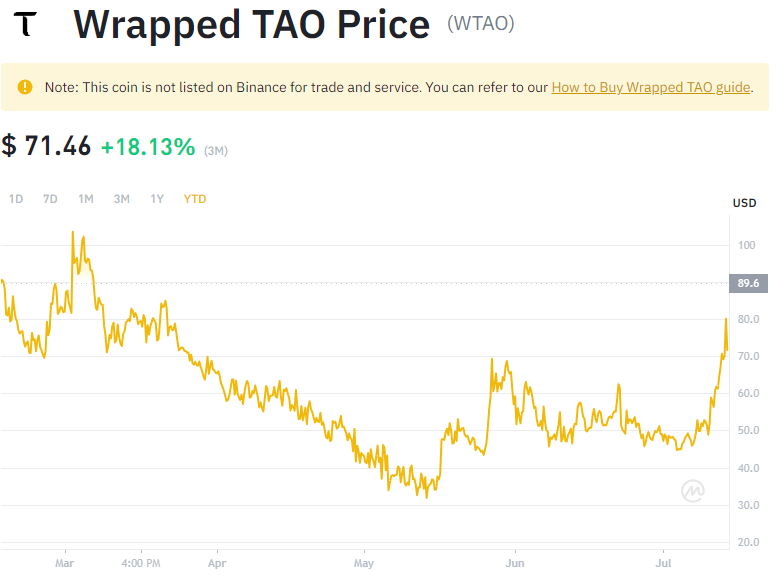 Wrapped TAO Price (WTAO)
Note: This coin is not listed on Binance for trade and service. You can refer to our How to Buy Wrapped TAO guide.
$ 71.46 +18.13% (3M)
1D 7D 1M 3M 1Y YTD
USD
100
89.6
80.0
70.0
60.0
50.0
40.0
30.0
20.0
Mar 4:00 PM Apr May Jun Jul